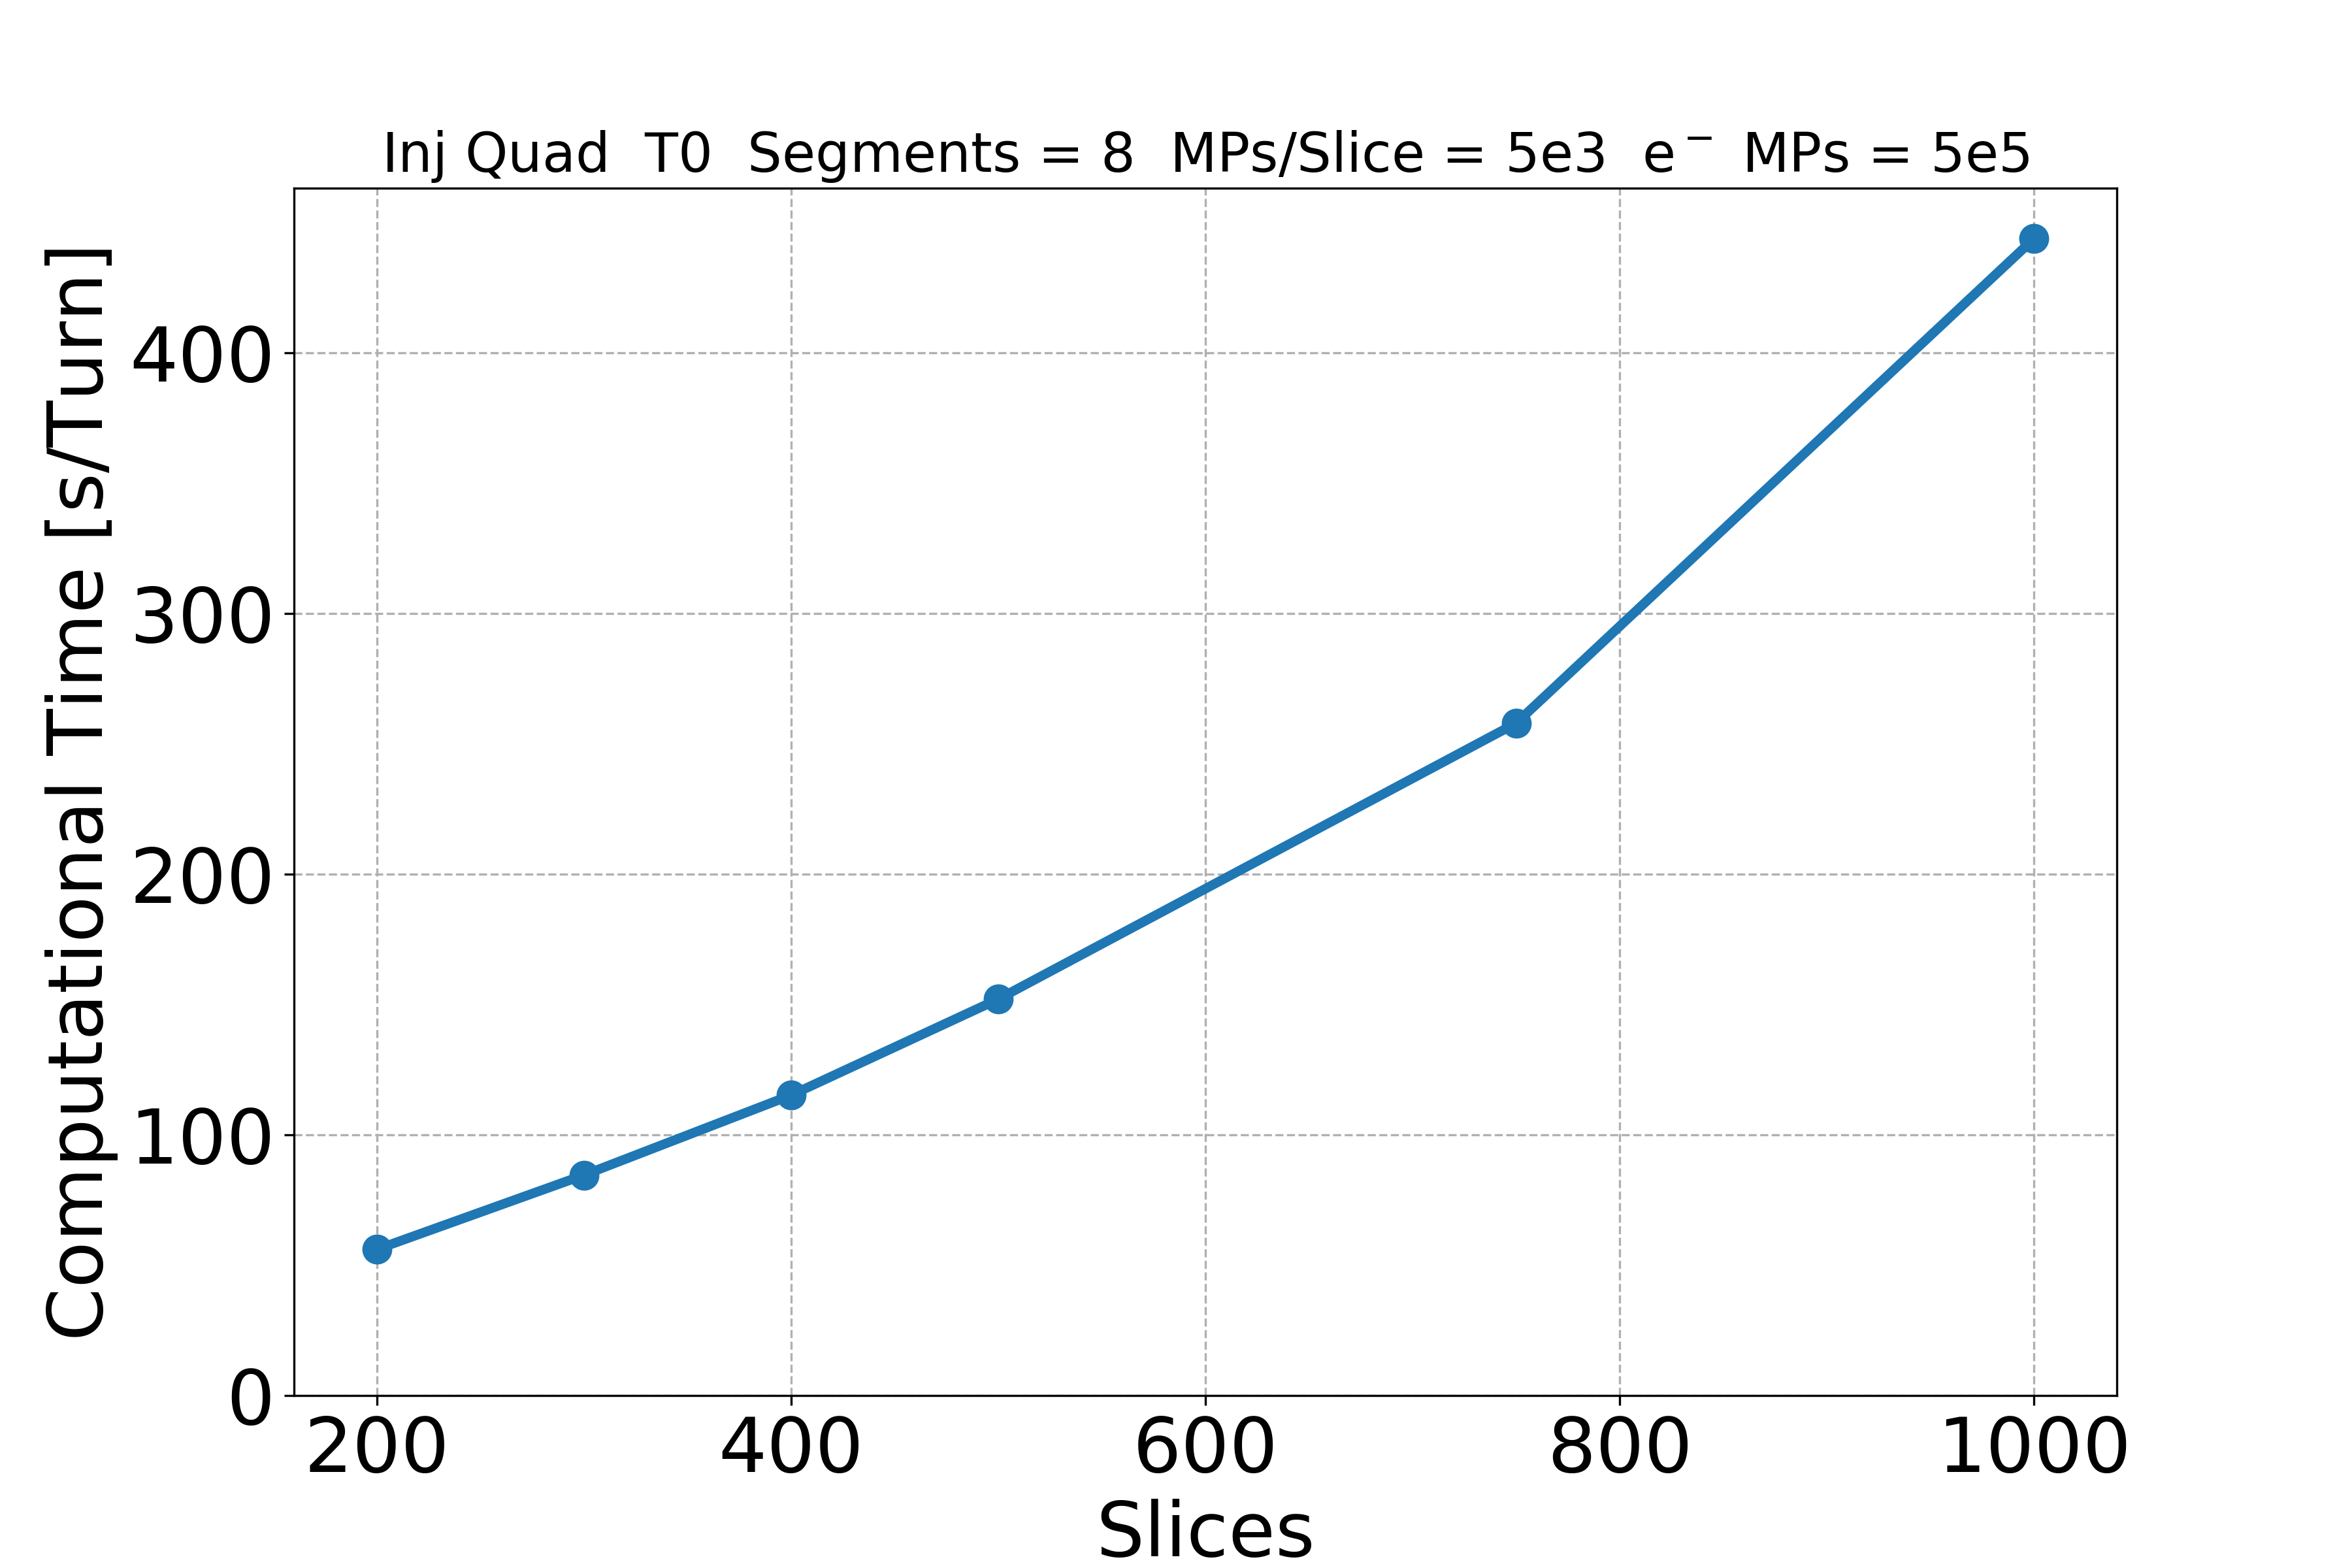 Inj Quad T0 Segments = 8 MPs/Slice = 5e3 e⁻ MPs = 5e5
Computational Time [s/Turn]
400
300
200
100
0
200 400 600 800 1000
Slices